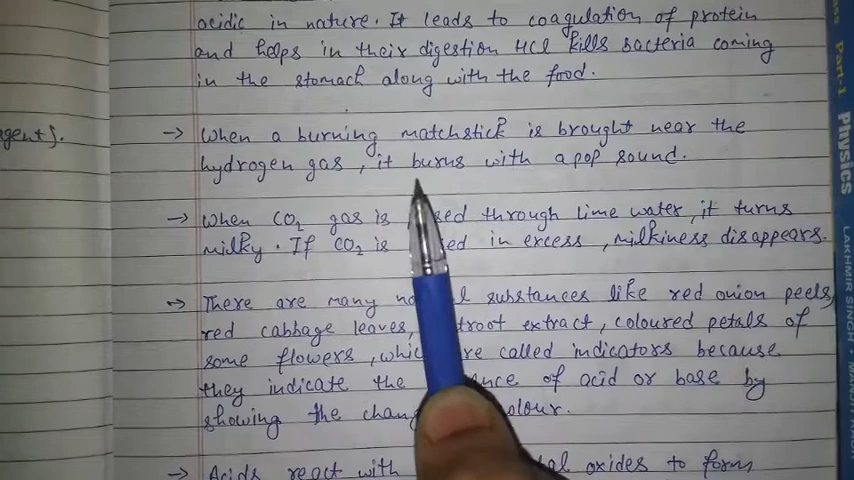 acidic in nature. It leads to coagulation of protein
and helps in their digestion HCl kills bacteria coming
in the stomach along with the food.
agent).
→ When a burning matchstick is brought near the
hydrogen gas, it burns with a pop sound.
→ When CO₂ gas is sed through lime water, it turns
milky. If CO₂ is ed in excess, milkiness disappears.
→ There are many substances like red onion peels,
red cabbage leaves, troot extract, coloured petals of
some flowers, whic re called indicators because
they indicate the nce of acid or base by
showing the chang olour.
→ Acids react with oxides to form
Part-1 Physics
LAKHMIR SINGH